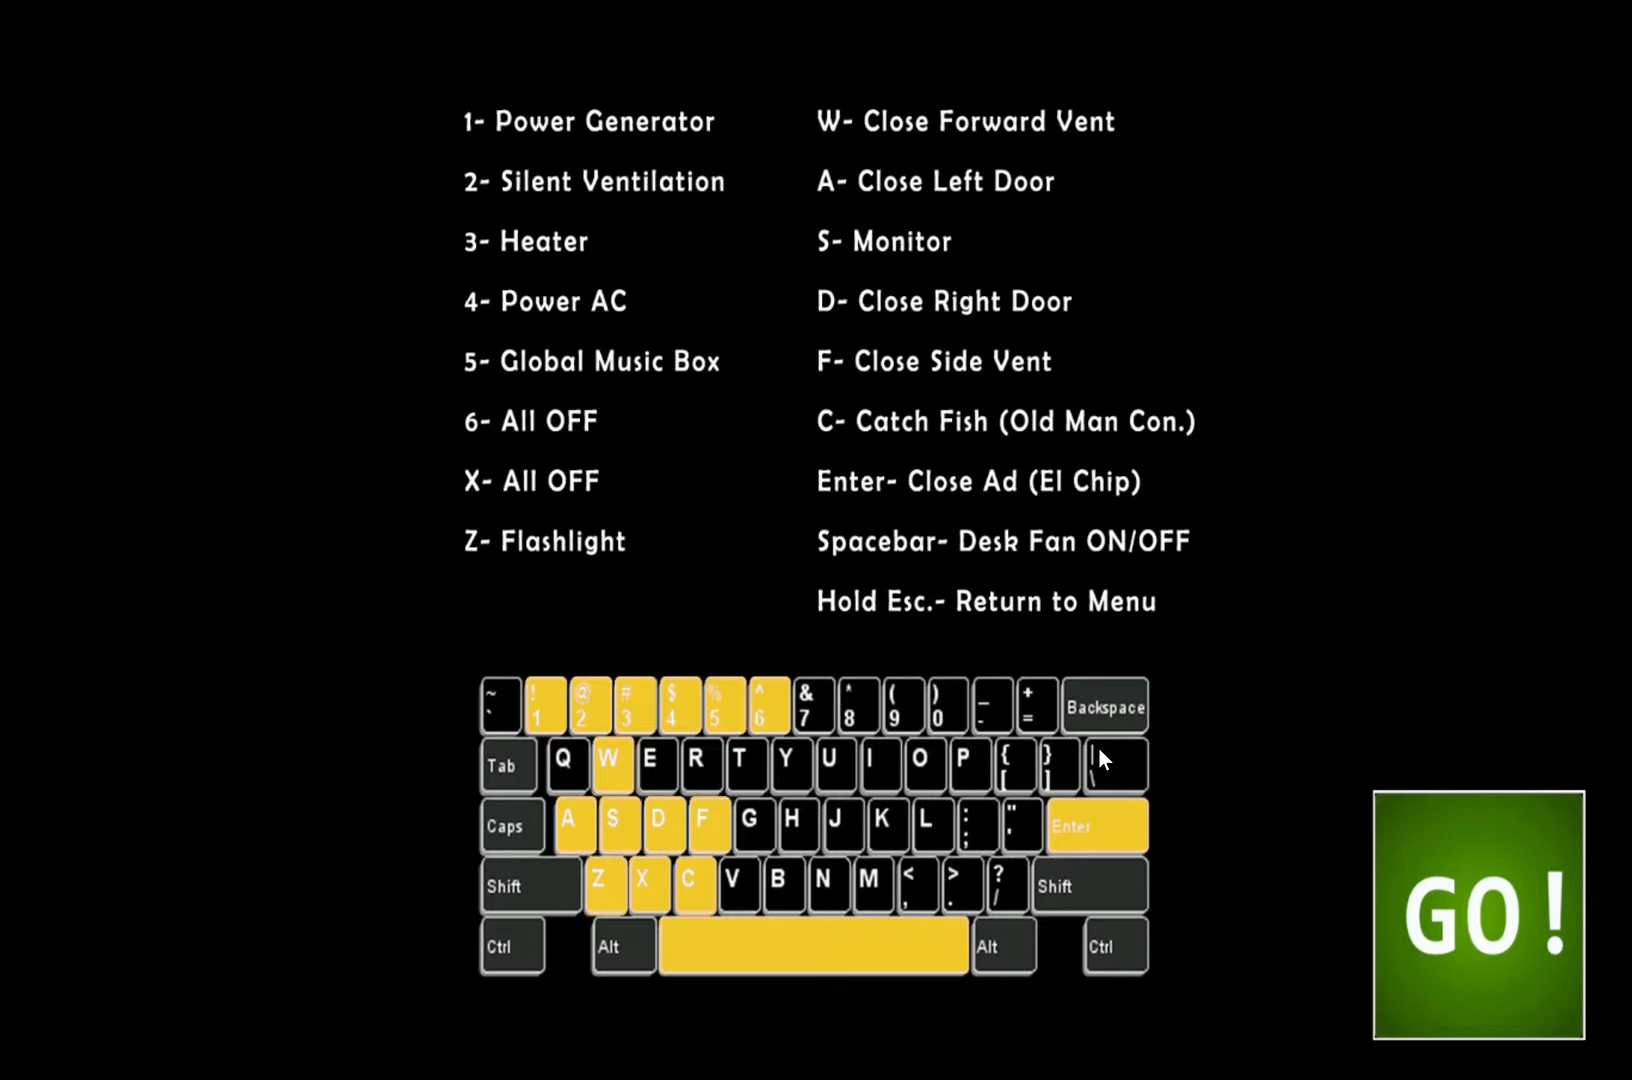 1- Power Generator
2- Silent Ventilation
3- Heater
4- Power AC
5- Global Music Box
6- All OFF
X- All OFF
Z- Flashlight
W- Close Forward Vent
A- Close Left Door
S- Monitor
D- Close Right Door
F- Close Side Vent
C- Catch Fish (Old Man Con.)
Enter- Close Ad (El Chip)
Spacebar- Desk Fan ON/OFF
Hold Esc.- Return to Menu
~ ! @ # $ % ^ & * ( ) _ +
` 1 2 3 4 5 6 7 8 9 0 - = Backspace
Tab Q W E R T Y U I O P { } |
[ ] \
Caps A S D F G H J K L : " Enter
; '
Shift Z X C V B N M < > ? Shift
, . /
Ctrl Alt Alt Ctrl
GO!